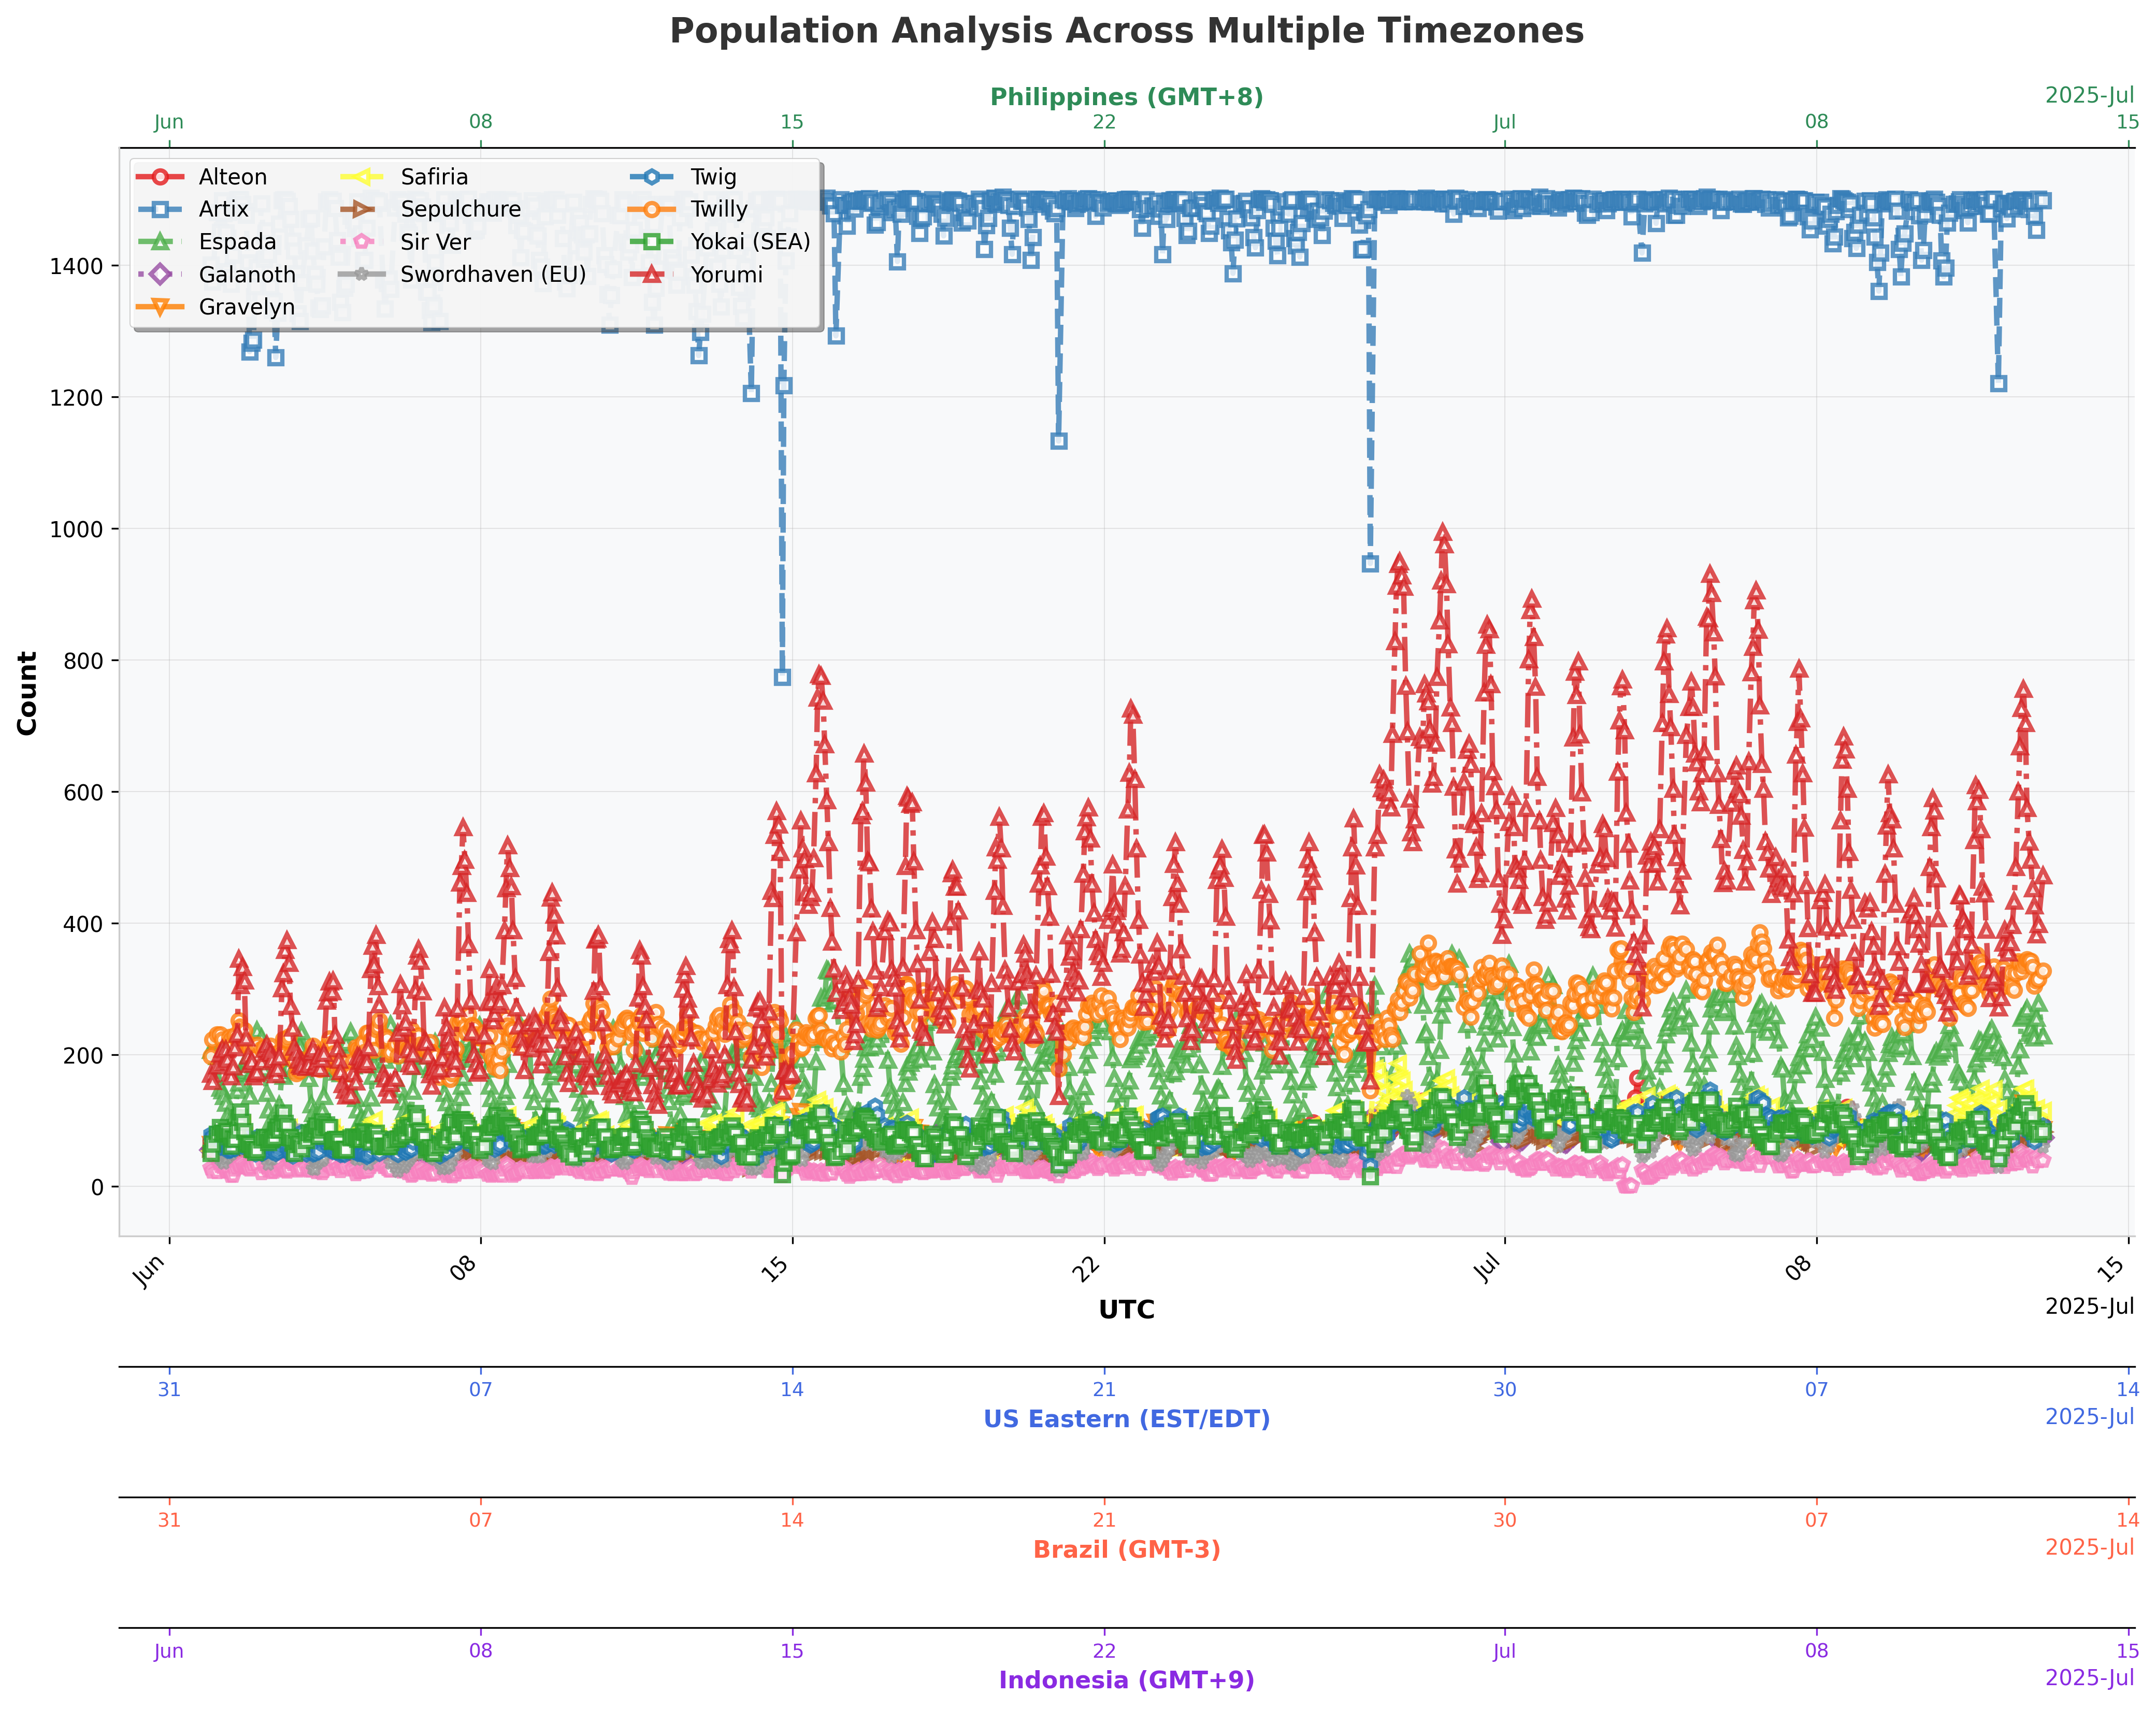 Population Analysis Across Multiple Timezones
Philippines (GMT+8)
2025-Jul
Jun 08 15 22 Jul 08 15
Alteon Safiria Twig
Artix Sepulchure Twilly
Espada Sir Ver Yokai (SEA)
Galanoth Swordhaven (EU) Yorumi
Gravelyn
1400
1200
1000
800
600
400
200
0
Count
Jun 08 15 22 Jul 08 15
UTC
2025-Jul
31 07 14 21 30 07 14
US Eastern (EST/EDT)
2025-Jul
31 07 14 21 30 07 14
Brazil (GMT-3)
2025-Jul
Jun 08 15 22 Jul 08 15
Indonesia (GMT+9)
2025-Jul